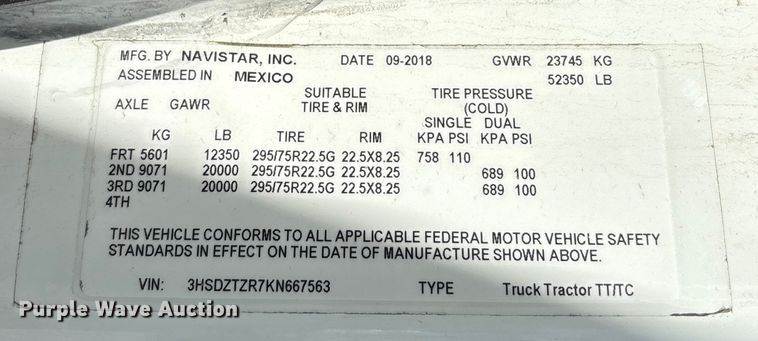 MFG. BY NAVISTAR, INC. DATE 09-2018 GVWR 23745 KG
ASSEMBLED IN MEXICO 52350 LB
SUITABLE TIRE PRESSURE
AXLE GAWR TIRE & RIM (COLD)
SINGLE DUAL
KG LB TIRE RIM KPA PSI KPA PSI
FRT 5601 12350 295/75R22.5G 22.5X8.25 758 110
2ND 9071 20000 295/75R22.5G 22.5X8.25 689 100
3RD 9071 20000 295/75R22.5G 22.5X8.25 689 100
4TH
THIS VEHICLE CONFORMS TO ALL APPLICABLE FEDERAL MOTOR VEHICLE SAFETY
STANDARDS IN EFFECT ON THE DATE OF MANUFACTURE SHOWN ABOVE.
VIN: 3HSDZTZR7KN667563 TYPE Truck Tractor TT/TC
Purple Wave Auction